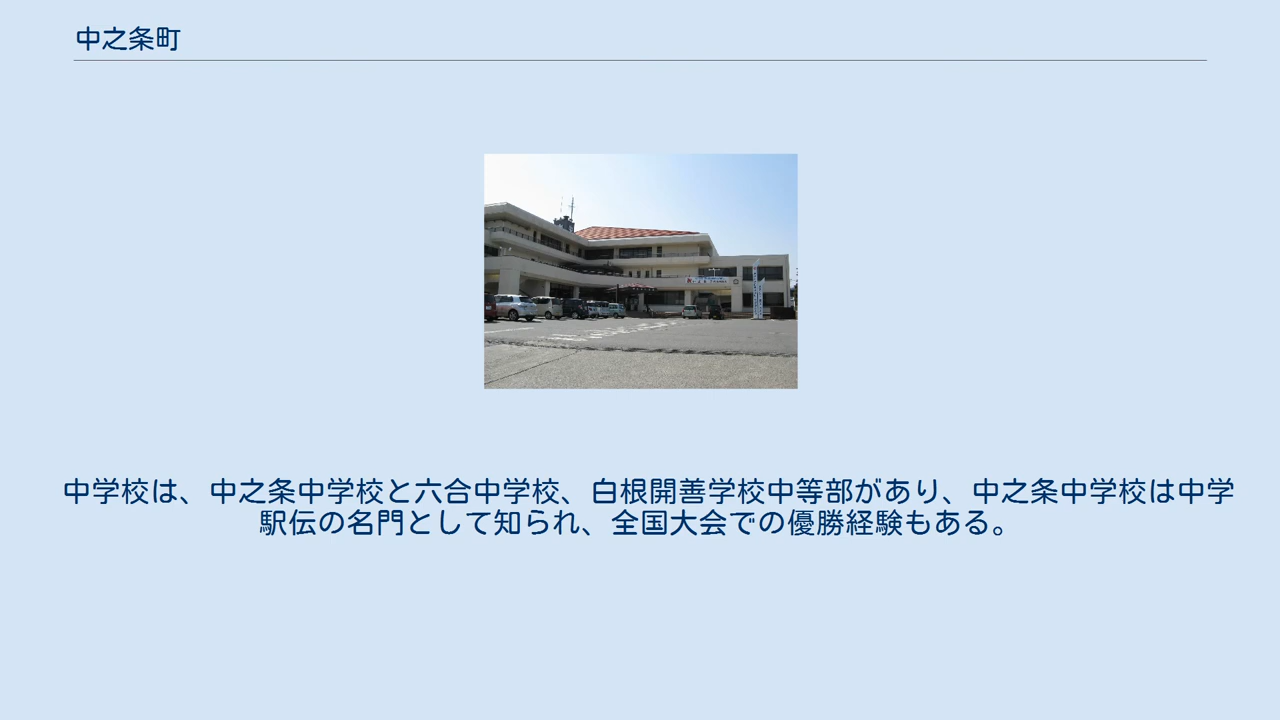 中之条町
中学校は、中之条中学校と六合中学校、白根開善学校中等部があり、中之条中学校は中学
駅伝の名門として知られ、全国大会での優勝経験もある。